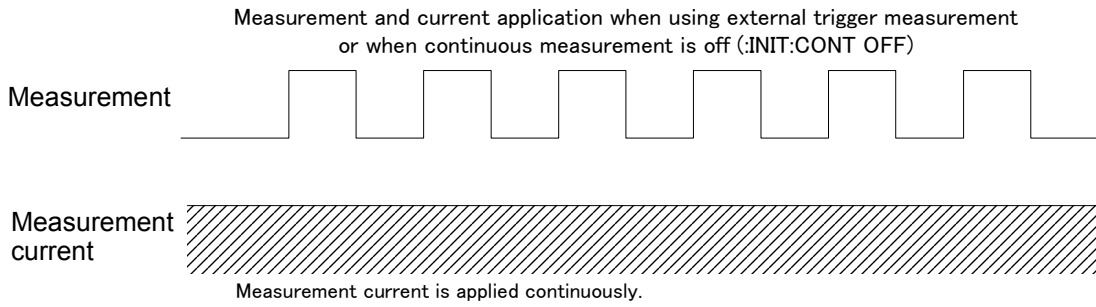 Measurement and current application when using external trigger measurement
or when continuous measurement is off (:INIT:CONT OFF)
Measurement
Measurement
current
Measurement current is applied continuously.